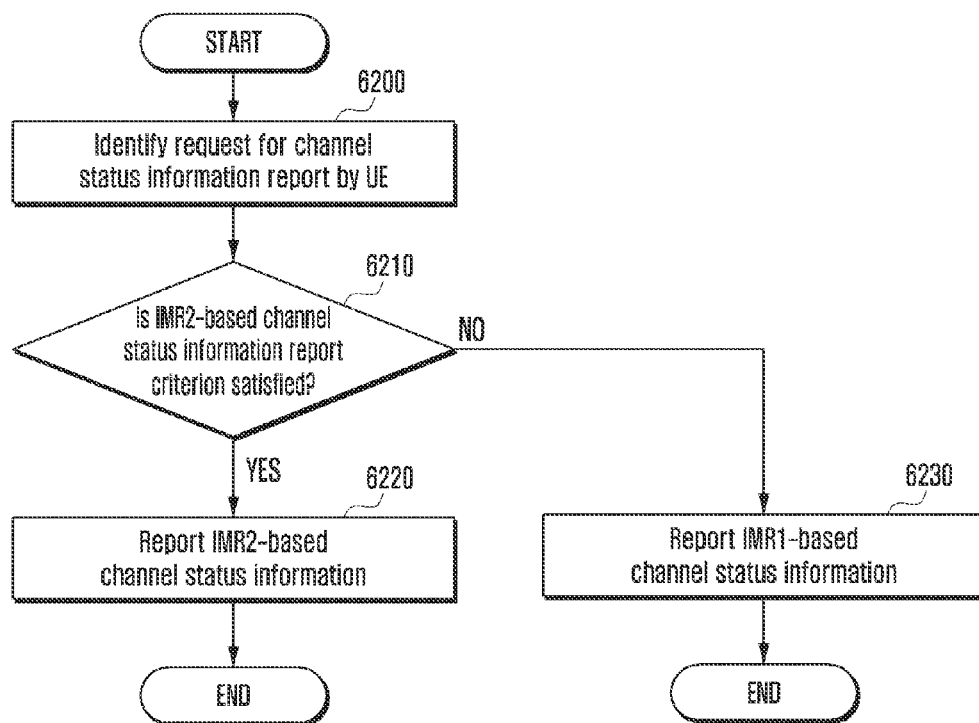 START
6200
Identify request for channel
status information report by UE
6210
Is IMR2-based channel
status information report
criterion satisfied?
NO
YES
6220
Report IMR2-based
channel status information
6230
Report IMR1-based
channel status information
END
END